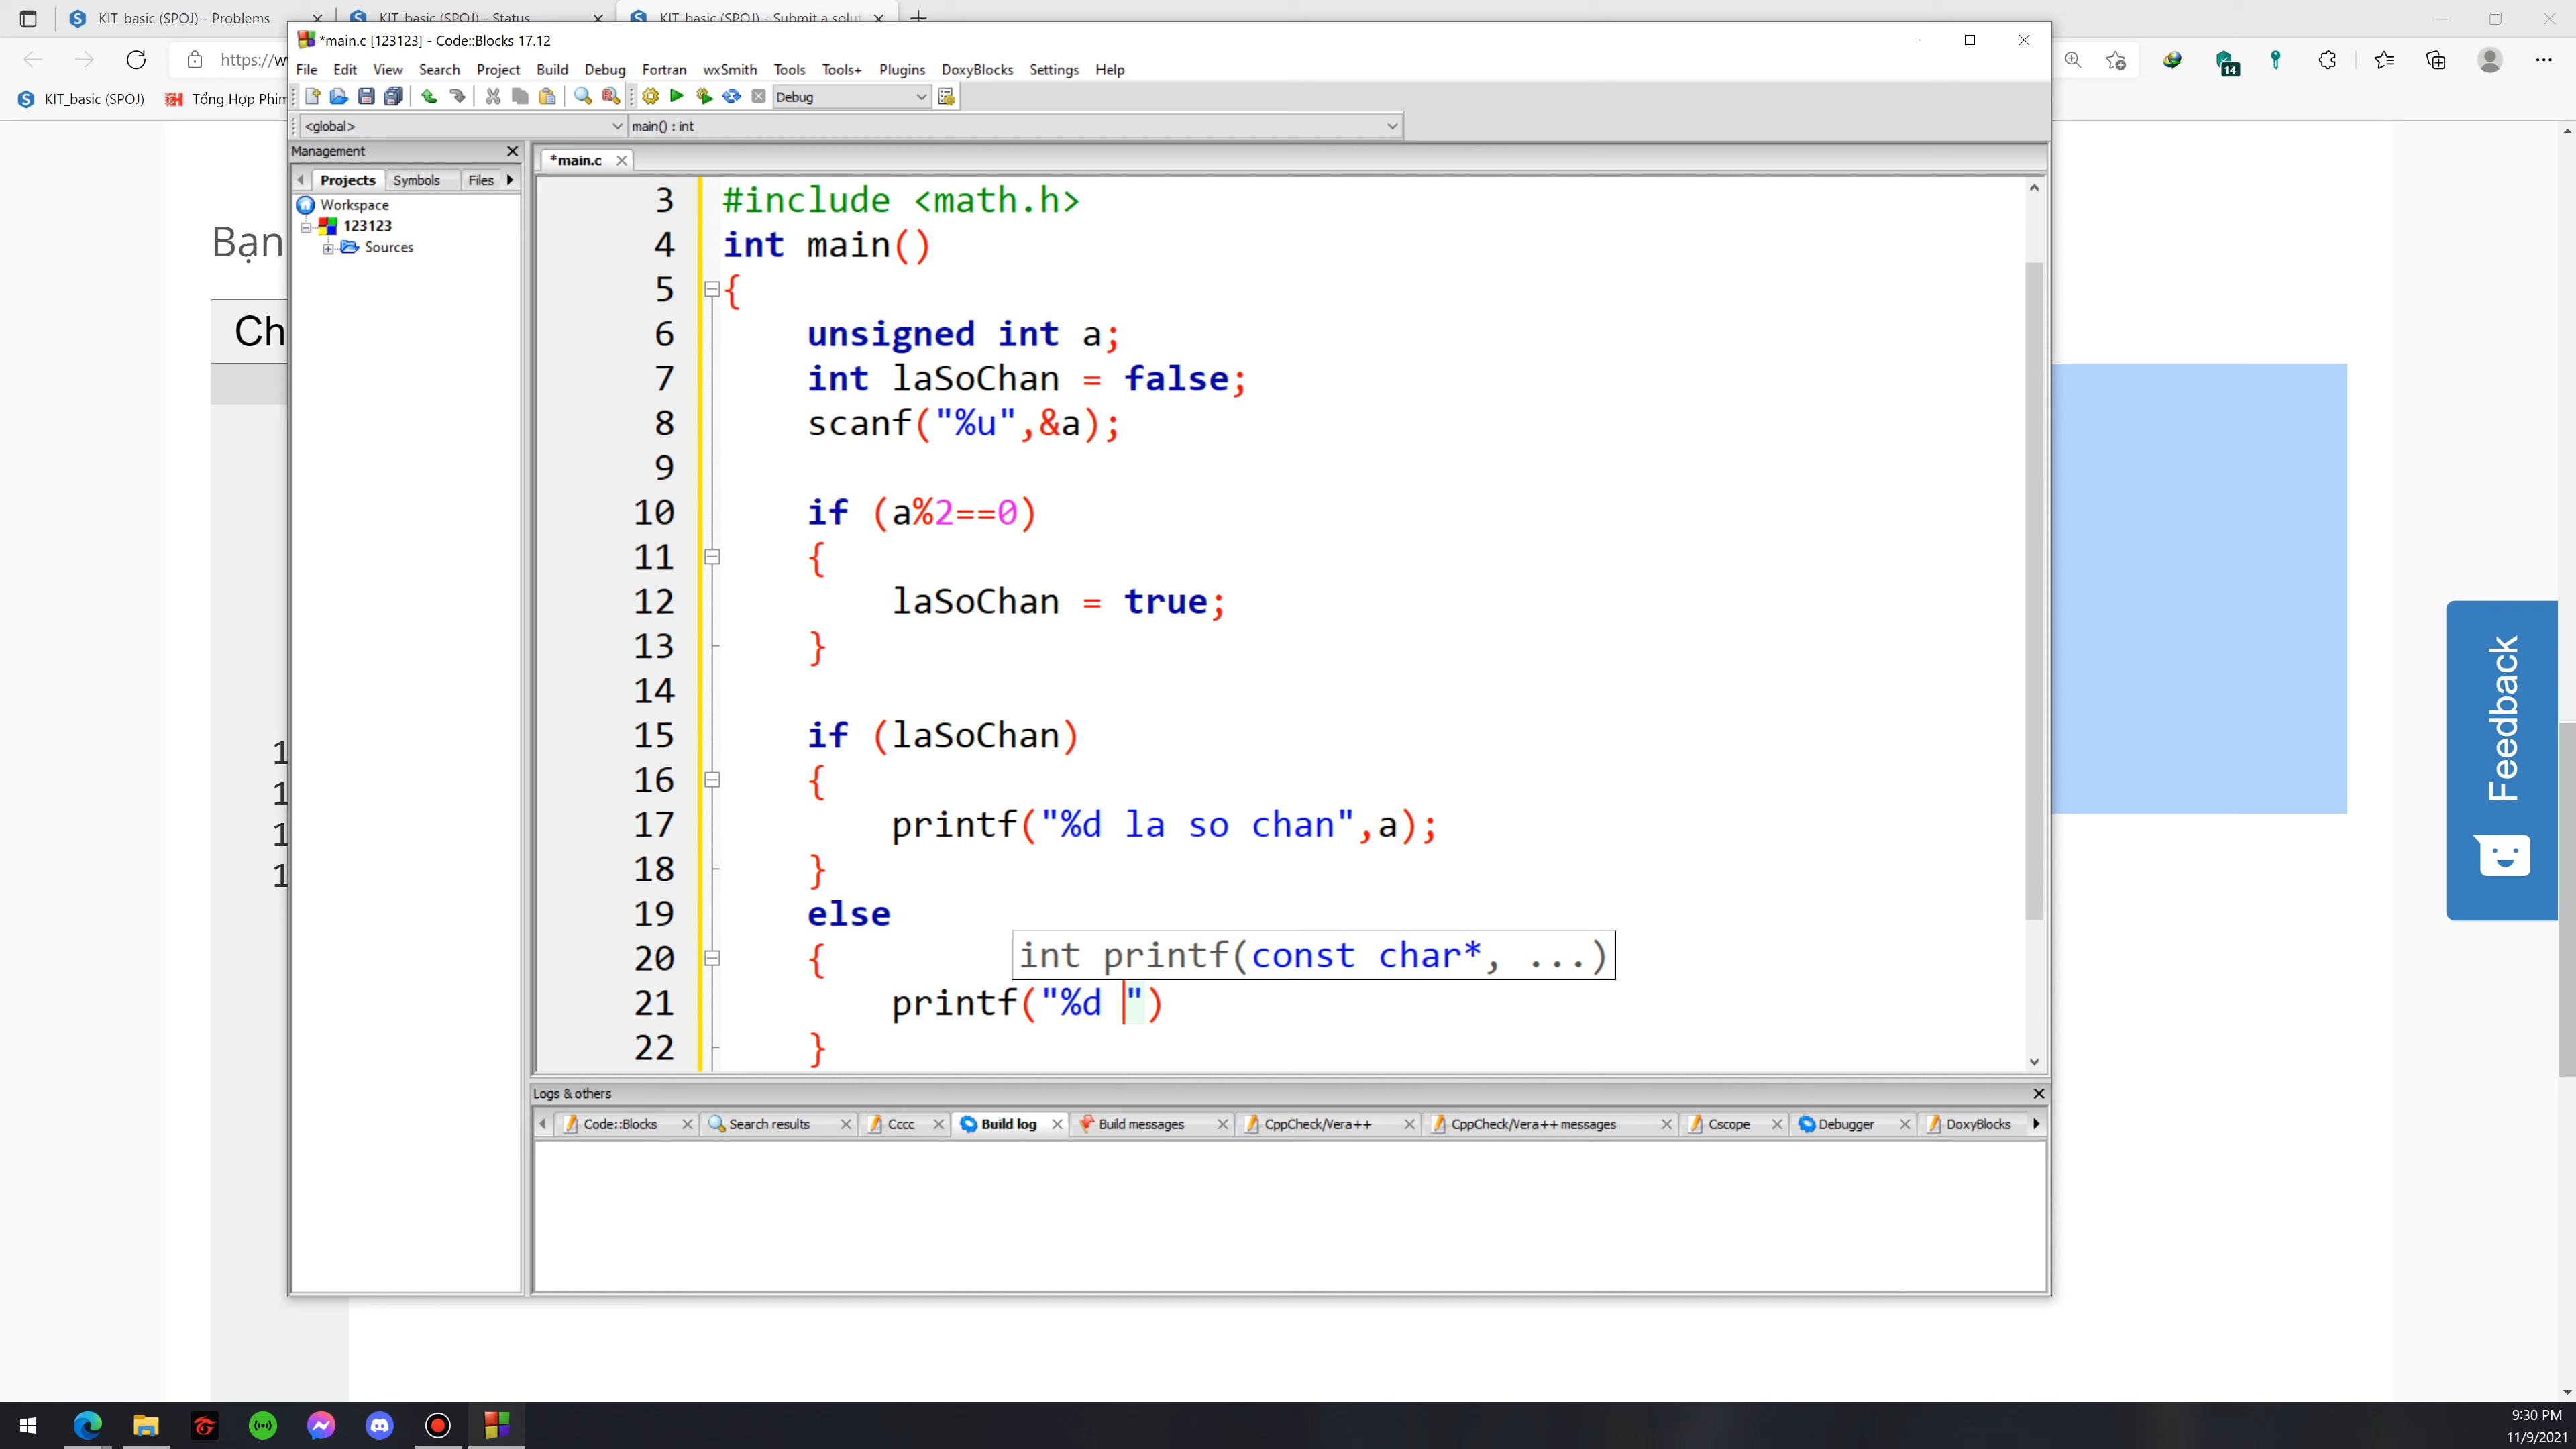 KIT_basic (SPOJ) - Problems
KIT_basic (SPOJ) - Status
KIT_basic (SPOJ) - Submit a solut
*main.c [123123] - Code::Blocks 17.12
https://w
File Edit View Search Project Build Debug Fortran wxSmith Tools Tools+ Plugins DoxyBlocks Settings Help
14
KIT_basic (SPOJ)
Tổng Hợp Phim
Debug
<global>
main() : int
Management
*main.c
Projects Symbols Files
Workspace
123123
Sources
Bạn
Ch
3 #include <math.h>
4 int main()
5 {
6 unsigned int a;
7 int laSoChan = false;
8 scanf("%u",&a);
9
10 if (a%2==0)
11 {
12 laSoChan = true;
13 }
14
15 if (laSoChan)
16 {
17 printf("%d la so chan",a);
18 }
19 else
20 {
int printf(const char*, ...)
21 printf("%d ")
22 }
1
1
1
1
Feedback
Logs & others
Code::Blocks Search results Cccc Build log Build messages CppCheck/Vera++ CppCheck/Vera++ messages Cscope Debugger DoxyBlocks
9:30 PM
11/9/2021